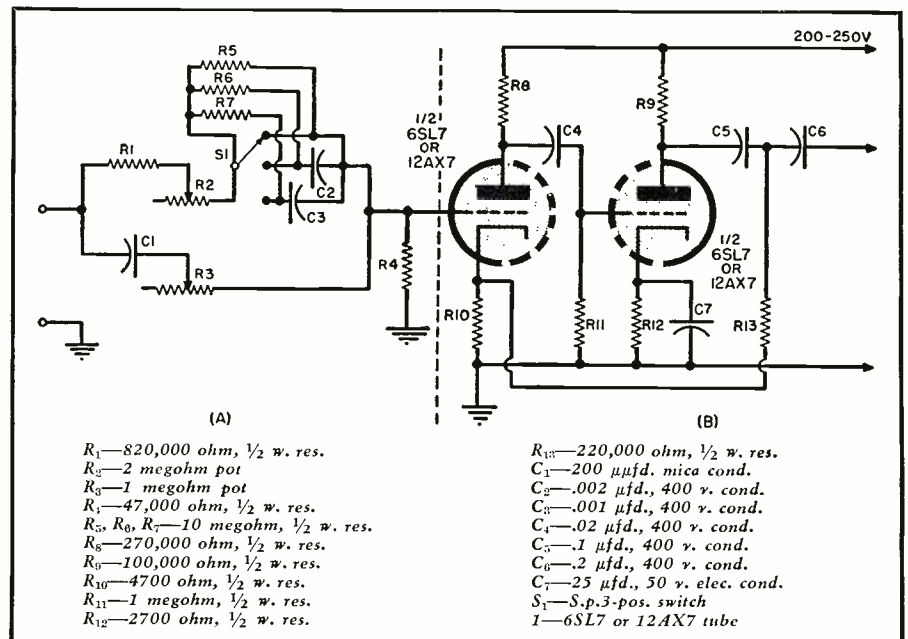 200-250V
R5
R6
R7
R8
R9
1/2
6SL7
OR
12AX7
C4
C5
C6
R1
S1
R2
C2
C3
C1
R3
R4
1/2
6SL7
OR
12AX7
R10
R11
R12
C7
R13
(A)
(B)
R₁—820,000 ohm, ½ w. res.
R₂—2 megohm pot
R₃—1 megohm pot
R₄—47,000 ohm, ½ w. res.
R₅, R₆, R₇—10 megohm, ½ w. res.
R₈—270,000 ohm, ½ w. res.
R₉—100,000 ohm, ½ w. res.
R₁₀—4700 ohm, ½ w. res.
R₁₁—1 megohm, ½ w. res.
R₁₂—2700 ohm, ½ w. res.
R₁₃—220,000 ohm, ½ w. res.
C₁—200 μμfd. mica cond.
C₂—.002 μfd., 400 v. cond.
C₃—.001 μfd., 400 v. cond.
C₄—.02 μfd., 400 v. cond.
C₅—.1 μfd., 400 v. cond.
C₆—.2 μfd., 400 v. cond.
C₇—25 μfd., 50 v. elec. cond.
S₁—S.p.3-pos. switch
1—6SL7 or 12AX7 tube